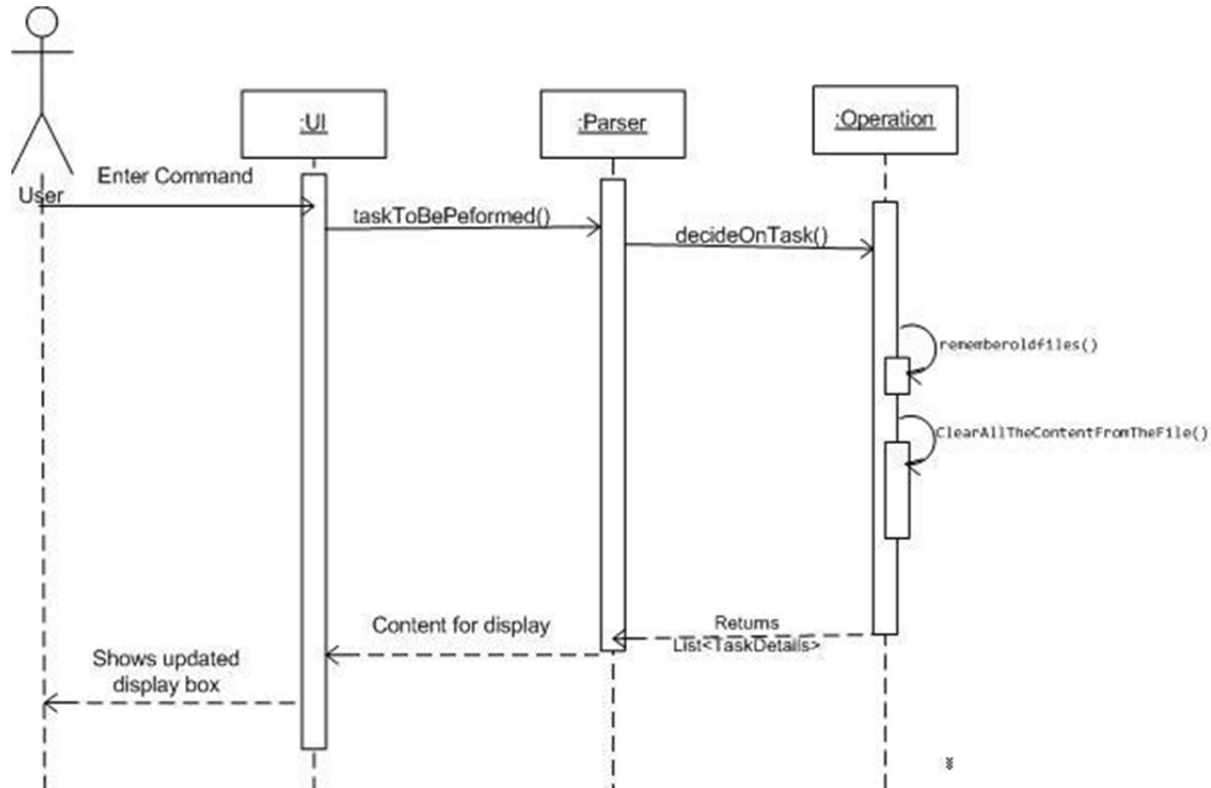 :UI
:Parser
:Operation
User
Enter Command
taskToBePeformed()
decideOnTask()
rememberoldfiles()
ClearAllTheContentFromTheFile()
Returns
List<TaskDetails>
Content for display
Shows updated
display box